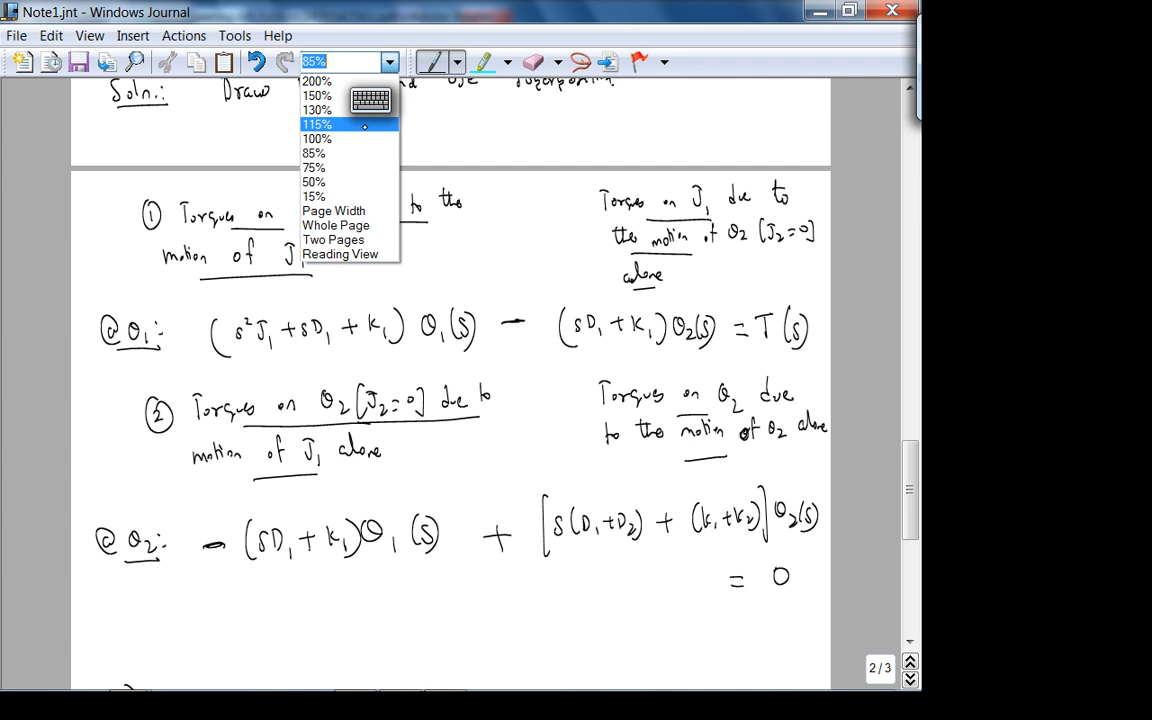 Note1.jnt - Windows Journal
File Edit View Insert Actions Tools Help
85%
200%
150%
130%
115%
100%
85%
75%
50%
15%
Page Width
Whole Page
Two Pages
Reading View
Soln.: Draw and use superposition.
① Torques on to the
motion of J₁
Torques on J₁ due to
the motion of θ₂ [J₂=0]
alone
@ θ₁: (s²J₁ + sD₁ + K₁) θ₁(s) - (sD₁ + K₁) θ₂(s) = T(s)
② Torques on θ₂ [J₂=0] due to
motion of J₁ alone
Torques on θ₂ due
to the motion of θ₂ alone
@ θ₂: - (sD₁ + K₁) θ₁(s) + [s(D₁+D₂) + (K₁+K₂)] θ₂(s)
= 0
2/3